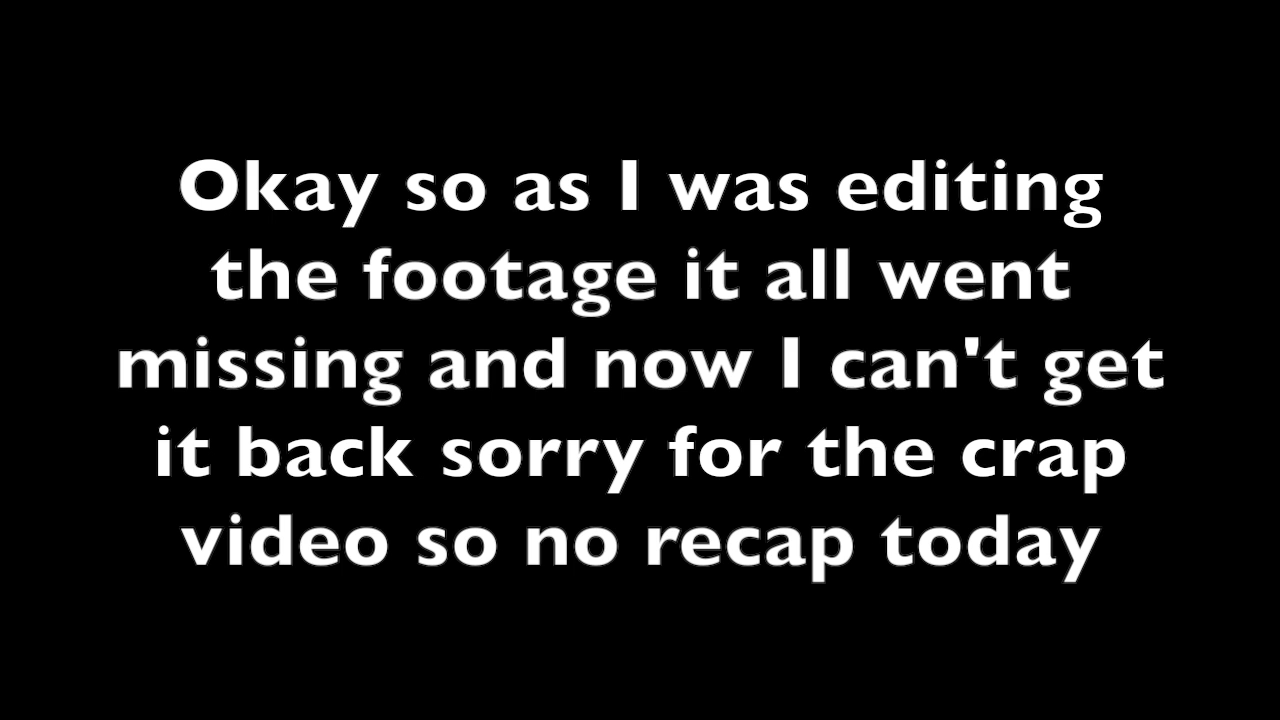 Okay so as I was editing
the footage it all went
missing and now I can't get
it back sorry for the crap
video so no recap today